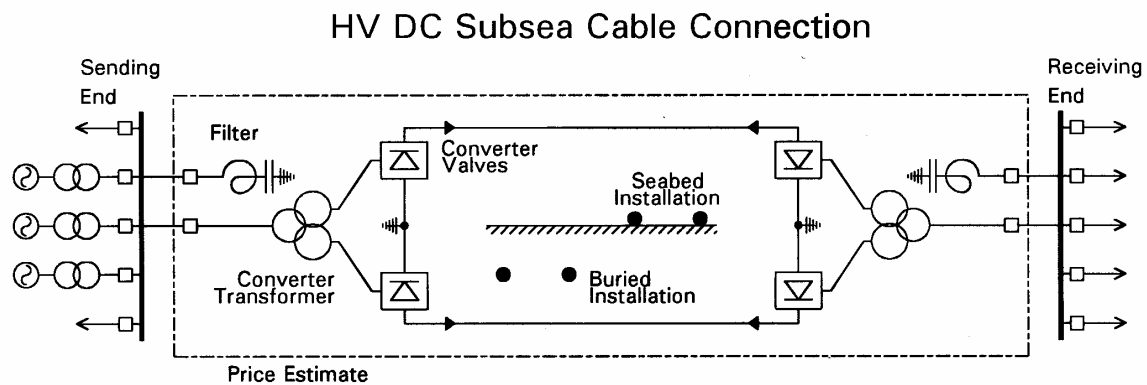 HV DC Subsea Cable Connection
Sending
End
Receiving
End
Filter
Converter
Valves
Seabed
Installation
Converter
Transformer
Buried
Installation
Price Estimate